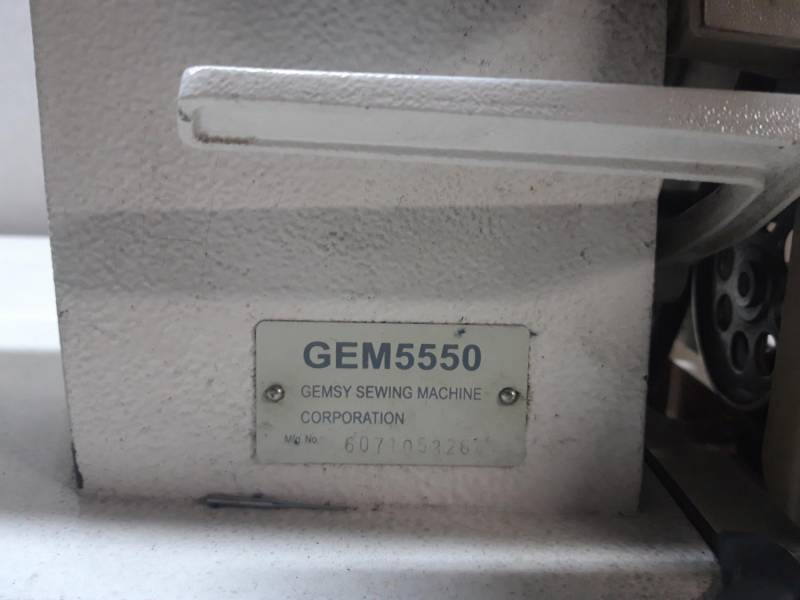 GEM5550
GEMSY SEWING MACHINE
CORPORATION
Mfg No.